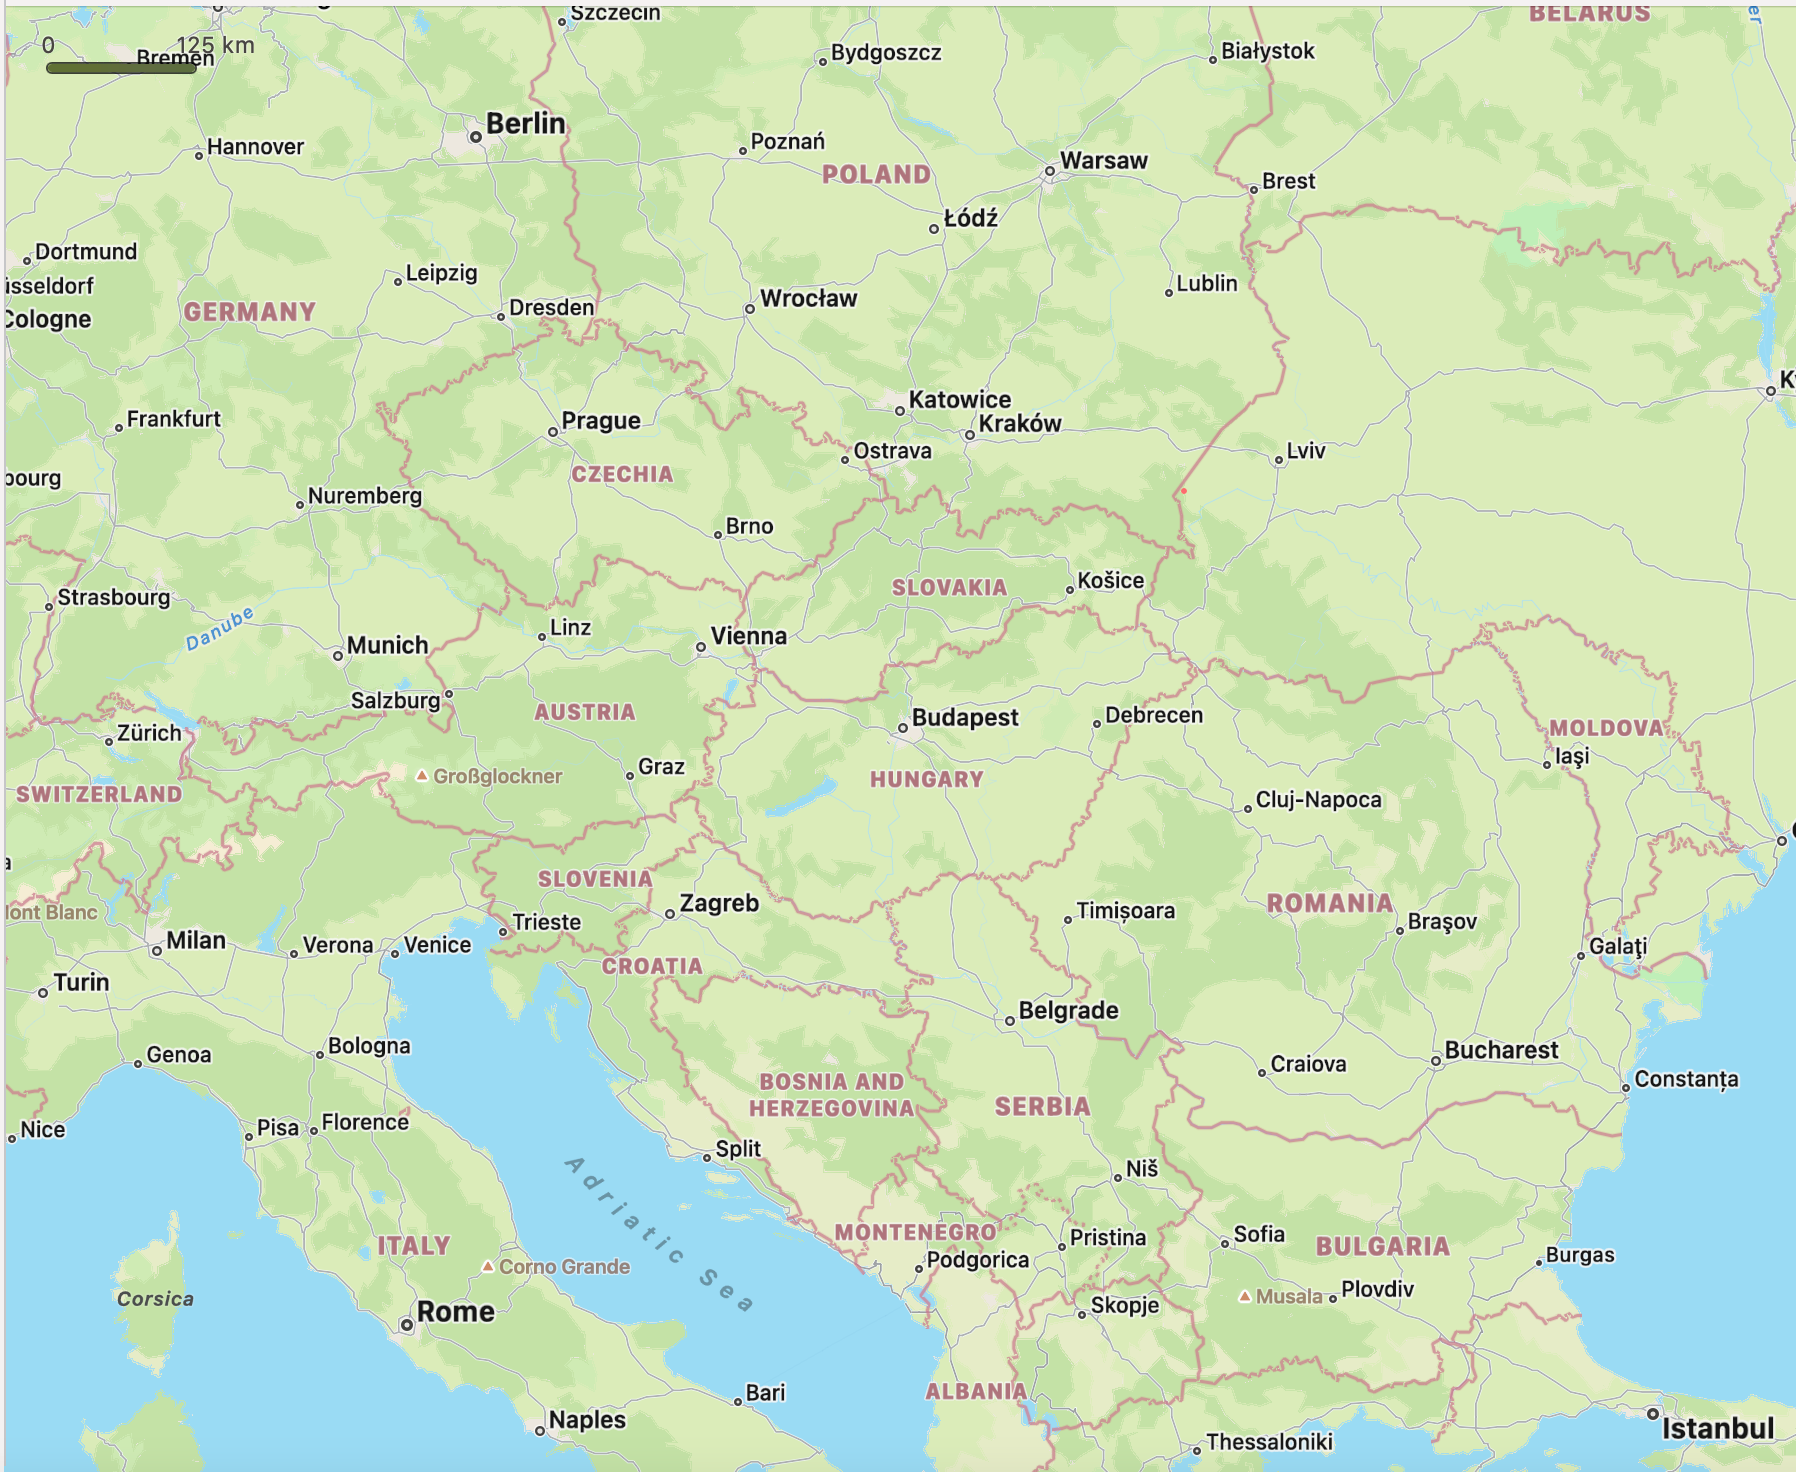 Szczecin
BELARUS
0 125 km
Bremen
Bydgoszcz
Białystok
Berlin
Hannover
Poznań
POLAND
Warsaw
Brest
Łódź
Dortmund
Leipzig
Lublin
isseldorf
Wrocław
GERMANY
Dresden
Cologne
Katowice
Frankfurt
Prague
Kraków
Ostrava
Lviv
CZECHIA
bourg
Nuremberg
Brno
Košice
SLOVAKIA
Strasbourg
Danube
Linz
Vienna
Munich
Salzburg
AUSTRIA
Budapest
Debrecen
MOLDOVA
Zürich
Iaşi
Graz
Großglockner
HUNGARY
SWITZERLAND
Cluj-Napoca
SLOVENIA
Zagreb
ROMANIA
lont Blanc
Timișoara
Trieste
Braşov
Milan
Verona
Venice
Galaţi
CROATIA
Turin
Belgrade
Bologna
Genoa
Bucharest
Craiova
Constanța
BOSNIA AND
HERZEGOVINA
SERBIA
Nice
Pisa
Florence
Split
Niš
Adriatic Sea
MONTENEGRO
Pristina
Sofia
BULGARIA
ITALY
Podgorica
Burgas
Corno Grande
Corsica
Musala
Plovdiv
Skopje
Rome
ALBANIA
Bari
Naples
Istanbul
Thessaloniki